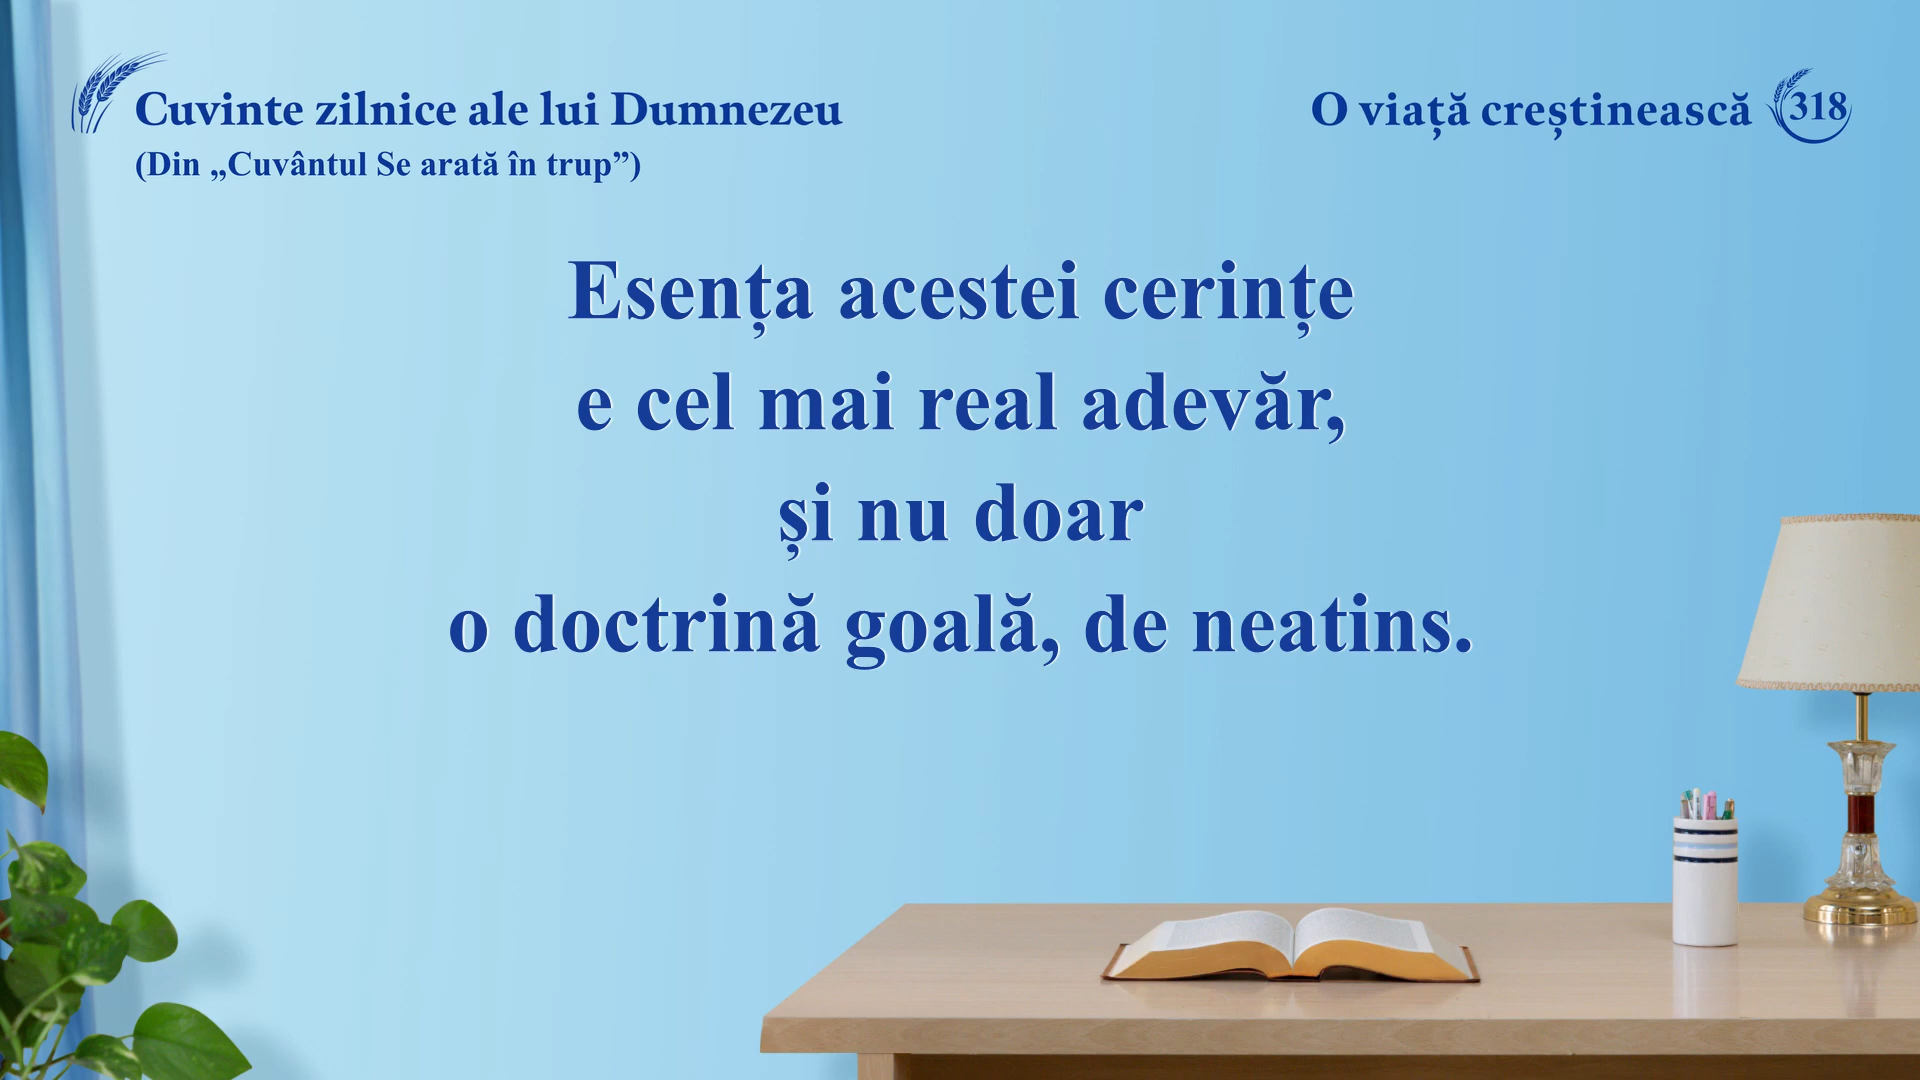 Cuvinte zilnice ale lui Dumnezeu
(Din „Cuvântul Se arată în trup”)
O viață creștinească 318
Esența acestei cerințe
e cel mai real adevăr,
și nu doar
o doctrină goală, de neatins.